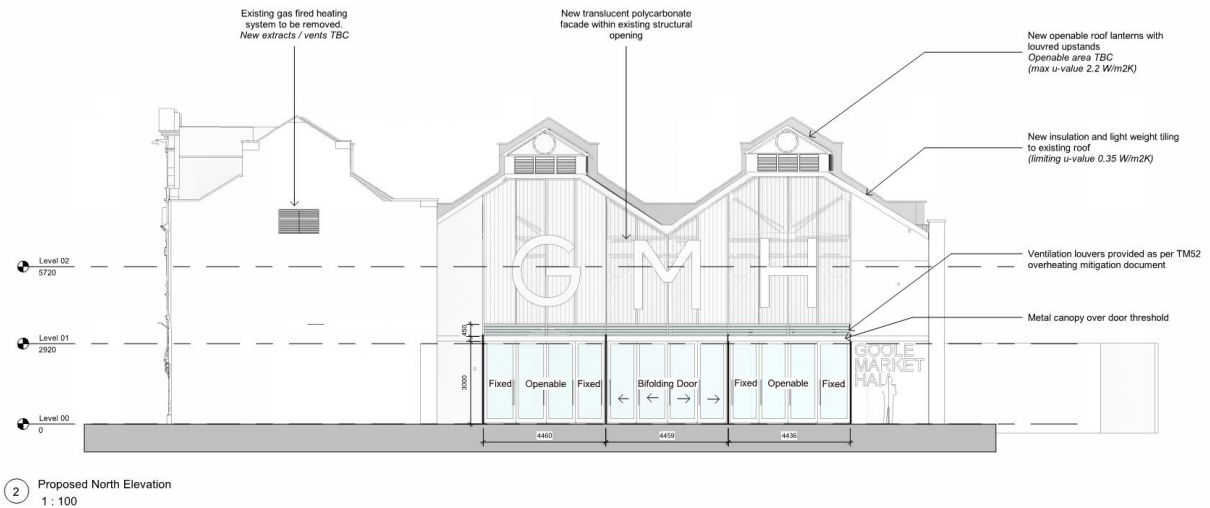 Existing gas fired heating
system to be removed.
New extracts / vents TBC
New translucent polycarbonate
facade within existing structural
opening
New openable roof lanterns with
louvred upstands
Openable area TBC
(max u-value 2.2 W/m2K)
New insulation and light weight tiling
to existing roof
(limiting u-value 0.35 W/m2K)
Ventilation louvers provided as per TM52
overheating mitigation document
Metal canopy over door threshold
Level 02
5720
Level 01
2920
Level 00
0
G M H
450
3000
GOOLE
MARKET
HALL
Fixed Openable Fixed Bifolding Door Fixed Openable Fixed
4460 4459 4436
2 Proposed North Elevation
1 : 100